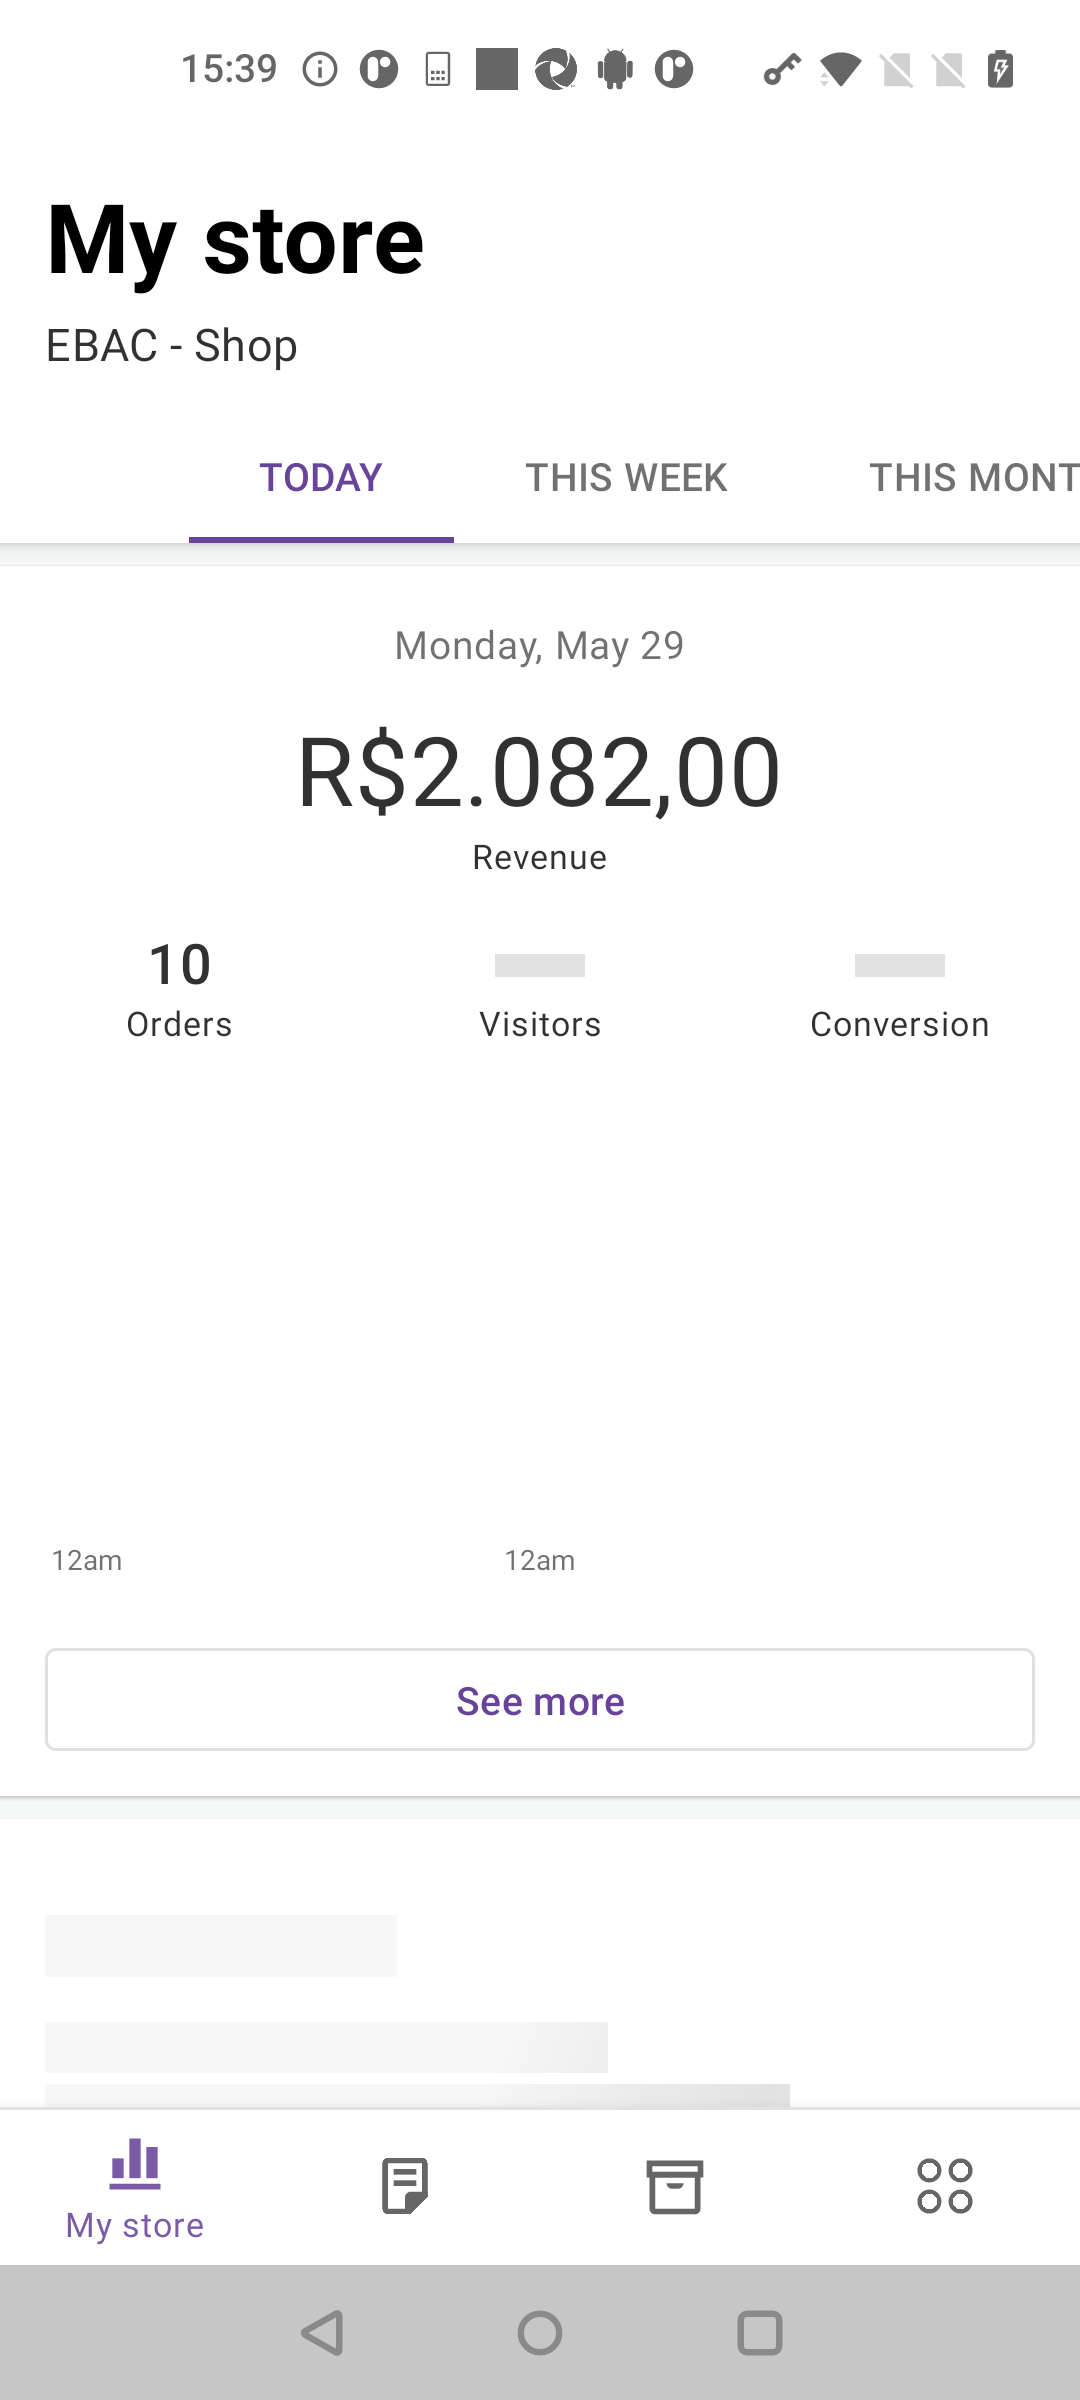 15:39
My store
EBAC - Shop
TODAY THIS WEEK THIS MONT
Monday, May 29
R$2.082,00
Revenue
10
Orders Visitors Conversion
12am 12am
See more
My store